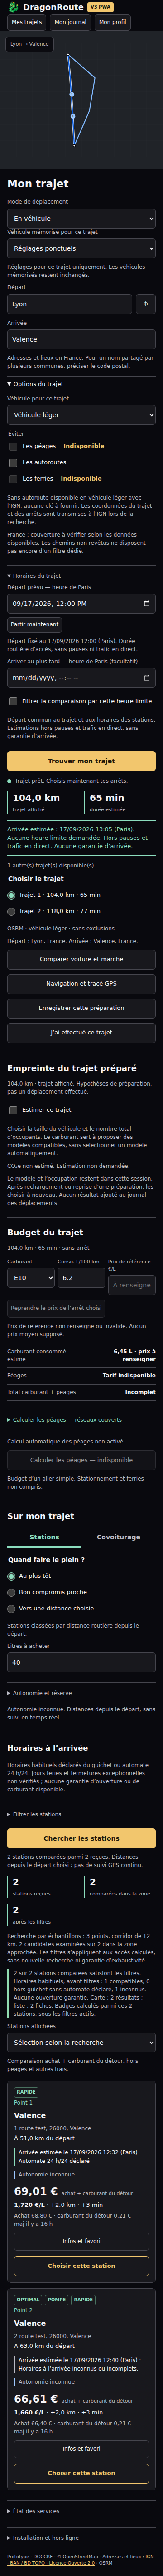 DragonRoute V3 PWA
Mes trajets Mon journal Mon profil
Lyon → Valence
Mon trajet
Mode de déplacement
En véhicule
Véhicule mémorisé pour ce trajet
Réglages ponctuels
Réglages pour ce trajet uniquement. Les véhicules
mémorisés restent inchangés.
Départ
Lyon
Arrivée
Valence
Adresses et lieux en France. Pour un nom partagé par
plusieurs communes, préciser le code postal.
Options du trajet
Véhicule pour ce trajet
Véhicule léger
Éviter
Les péages Indisponible
Les autoroutes
Les ferries Indisponible
Sans autoroute disponible en véhicule léger avec
l'IGN, aucune clé à fournir. Les coordonnées du trajet
et des arrêts sont transmises à l'IGN lors de la
recherche.
France : couverture à vérifier selon les données
disponibles. Les chemins non revêtus ne disposent
pas encore d'un filtre dédié.
Horaires du trajet
Départ prévu — heure de Paris
09/17/2026, 12:00 PM
Partir maintenant
Départ fixé au 17/09/2026 12:00 (Paris). Durée
routière d'accès, sans pauses ni trafic en direct.
Arriver au plus tard — heure de Paris (facultatif)
mm/dd/yyyy, --:-- --
Filtrer la comparaison par cette heure limite
Départ commun au trajet et aux horaires des stations.
Estimations hors pauses et trafic en direct, sans
garantie d'arrivée.
Trouver mon trajet
Trajet prêt. Choisis maintenant tes arrêts.
104,0 km
trajet affiché
65 min
durée estimée
Arrivée estimée : 17/09/2026 13:05 (Paris).
Aucune heure limite demandée. Hors pauses et
trafic en direct. Aucune garantie d'arrivée.
1 autre(s) trajet(s) disponible(s).
Choisir le trajet
Trajet 1 · 104,0 km · 65 min
Trajet 2 · 118,0 km · 77 min
OSRM · véhicule léger · sans exclusions
Départ : Lyon, France. Arrivée : Valence, France.
Comparer voiture et marche
Navigation et tracé GPS
Enregistrer cette préparation
J'ai effectué ce trajet
Empreinte du trajet préparé
104,0 km · trajet affiché. Hypothèses de préparation,
pas un déplacement effectué.
Estimer ce trajet
Choisir la taille du véhicule et le nombre total
d'occupants. Le carburant sert à proposer des
modèles compatibles, sans sélectionner un modèle
automatiquement.
CO₂e non estimé. Estimation non demandée.
Le modèle et l'occupation restent dans cette session.
Après rechargement ou reprise d'une préparation, les
choisir à nouveau. Aucun résultat ajouté au journal
des déplacements.
Budget du trajet
104,0 km · 65 min · sans arrêt
Carburant
E10
Conso. L/100 km
6.2
Prix de référence
€/L
À renseigne
Reprendre le prix de l'arrêt choisi
Prix de référence non renseigné ou invalide. Aucun
prix moyen supposé.
Carburant consommé
estimé
6,45 L · prix à
renseigner
Péages Tarif indisponible
Total carburant + péages Incomplet
Calculer les péages — réseaux couverts
Calcul automatique des péages non activé.
Calculer les péages — indisponible
Budget d'un aller simple. Stationnement et ferries
non compris.
Sur mon trajet
Stations Covoiturage
Quand faire le plein ?
Au plus tôt
Bon compromis proche
Vers une distance choisie
Stations classées par distance routière depuis le
départ.
Litres à acheter
40
Autonomie et réserve
Autonomie inconnue. Distances depuis le départ, sans
suivi en temps réel.
Horaires à l'arrivée
Horaires habituels déclarés du guichet ou automate
24 h/24. Jours fériés et fermetures exceptionnelles
non vérifiés ; aucune garantie d'ouverture ou de
carburant disponible.
Filtrer les stations
Chercher les stations
2 stations comparées parmi 2 reçues. Distances
depuis le départ choisi ; pas de suivi GPS continu.
2
stations reçues
2
comparées dans la zone
2
après les filtres
Recherche par échantillons : 3 points, corridor de 12
km. 2 candidates examinées sur 2 dans la zone
approchée. Les filtres s'appliquent aux accès calculés,
sans nouvelle recherche ni garantie d'exhaustivité.
2 sur 2 stations comparées satisfont les filtres.
Horaires habituels, avant filtres : 1 compatibles, 0
hors guichet sans automate déclaré, 1 inconnus.
Aucune ouverture garantie. Carte : 2 résultats ;
liste : 2 fiches. Badges calculés parmi ces 2
stations, sous les filtres actifs.
Stations affichées
Sélection selon la recherche
Comparaison achat + carburant du détour, hors
péages et autres frais.
RAPIDE
Point 1
Valence
1 route test, 26000, Valence
À 51,0 km du départ
Arrivée estimée le 17/09/2026 12:32 (Paris) ·
Automate 24 h/24 déclaré
Autonomie inconnue
69,01 € achat + carburant du détour
1,720 €/L · +2,0 km · +3 min
Achat 68,80 € · carburant du détour 0,21 €
maj il y a 16 h
Infos et favori
Choisir cette station
OPTIMAL POMPE RAPIDE
Point 2
Valence
2 route test, 26000, Valence
À 63,0 km du départ
Arrivée estimée le 17/09/2026 12:40 (Paris) ·
Horaires à l'arrivée inconnus ou incomplets.
Autonomie inconnue
66,61 € achat + carburant du détour
1,660 €/L · +2,0 km · +3 min
Achat 66,40 € · carburant du détour 0,21 €
maj il y a 16 h
Infos et favori
Choisir cette station
État des services
Installation et hors ligne
Prototype · DGCCRF · © OpenStreetMap · Adresses et lieux : IGN
/ BAN / BD TOPO · Licence Ouverte 2.0 · OSRM